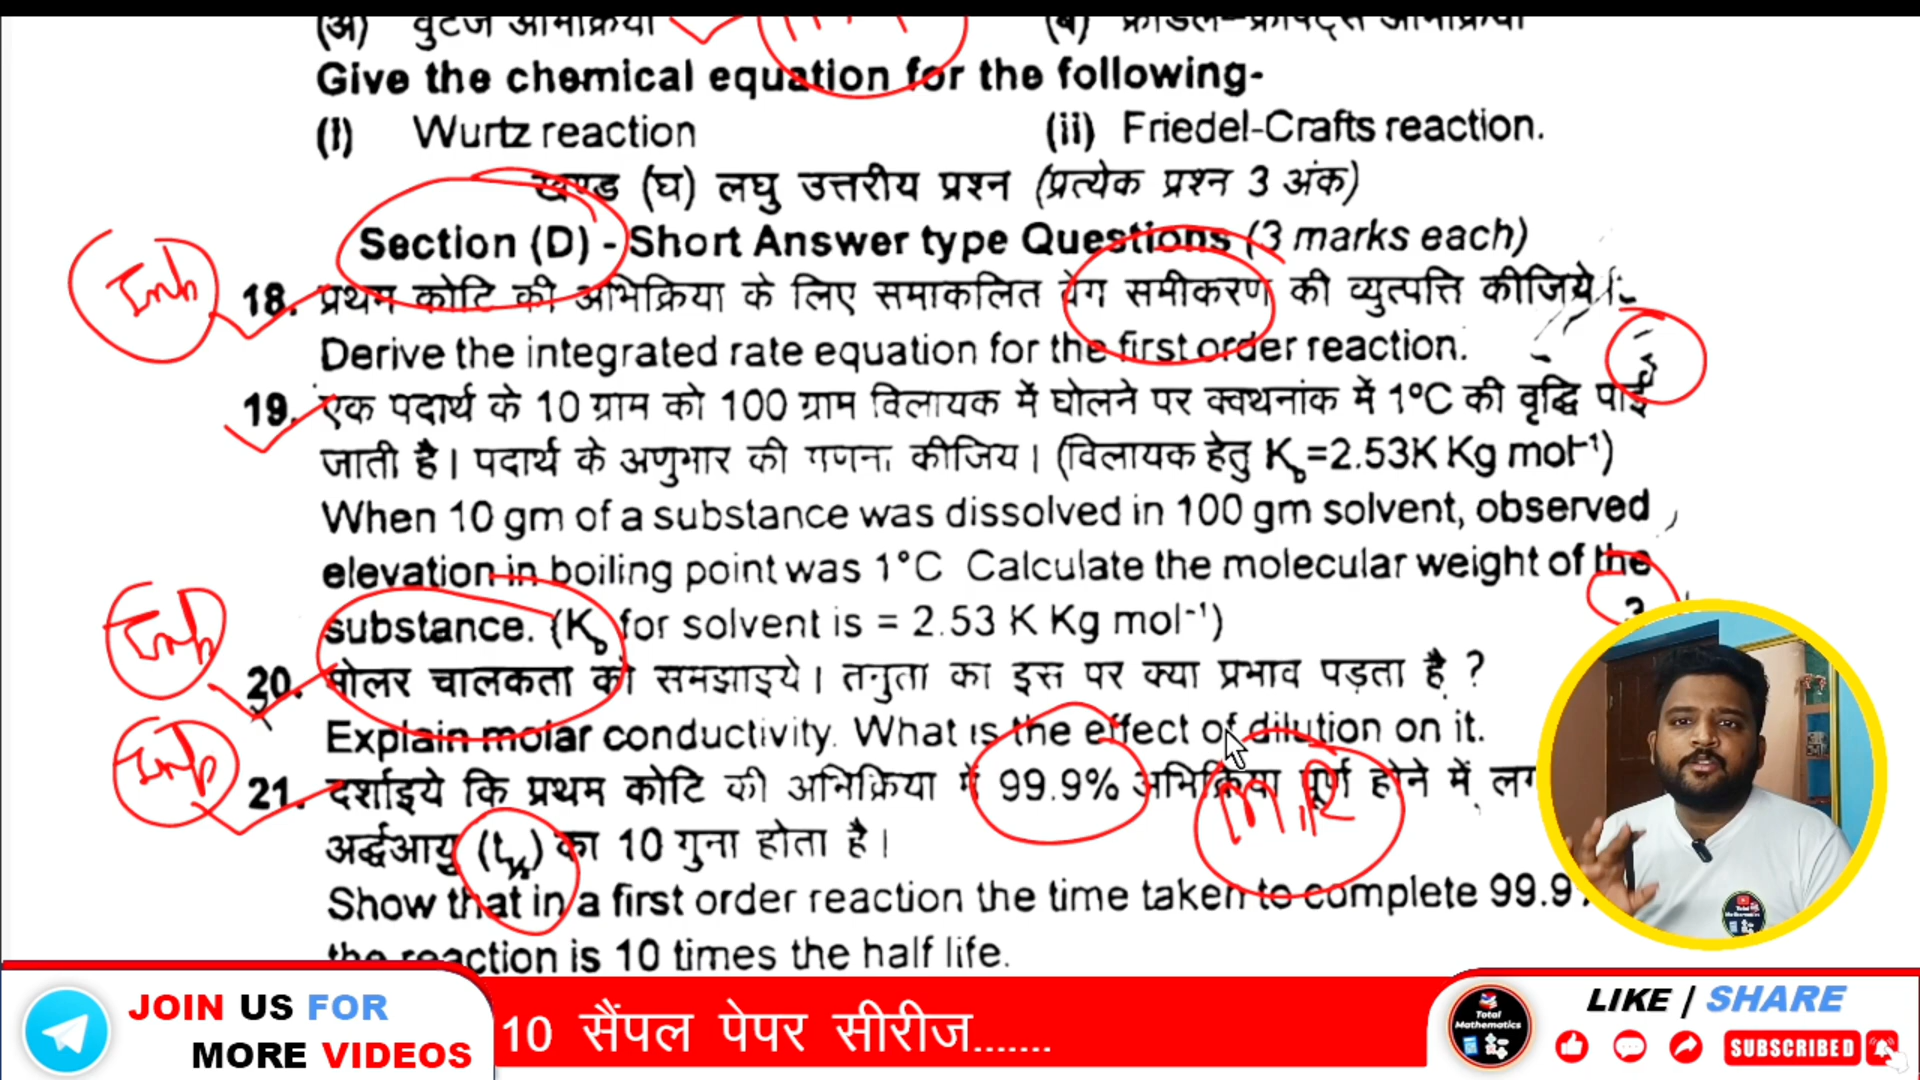 (अ) वुर्टज अभिक्रिया (ब) फ्रीडेल-क्राफ्ट्स अभिक्रिया
Give the chemical equation for the following-
(i) Wurtz reaction (ii) Friedel-Crafts reaction.
खण्ड (घ) लघु उत्तरीय प्रश्न (प्रत्येक प्रश्न 3 अंक)
Section (D) - Short Answer type Questions (3 marks each)
Imp
18. प्रथम कोटि की अभिक्रिया के लिए समाकलित वेग समीकरण की व्युत्पत्ति कीजिये।
Derive the integrated rate equation for the first order reaction. 3
19. एक पदार्थ के 10 ग्राम को 100 ग्राम विलायक में घोलने पर क्वथनांक में 1°C की वृद्धि पाई
जाती है। पदार्थ के अणुभार की गणना कीजिय। (विलायक हेतु Kb=2.53K Kg mol-1)
When 10 gm of a substance was dissolved in 100 gm solvent, observed
elevation in boiling point was 1°C Calculate the molecular weight of the
substance. (Kb for solvent is = 2.53 K Kg mol-1) 3
Imp
20. मोलर चालकता को समझाइये। तनुता का इस पर क्या प्रभाव पड़ता है ?
Explain molar conductivity. What is the effect of dilution on it.
Imp
21. दर्शाइये कि प्रथम कोटि की अभिक्रिया में 99.9% अभिक्रिया पूर्ण होने में
M.R
अर्द्धआयु (t½) का 10 गुना होता है।
Show that in a first order reaction the time taken to complete 99.9
the reaction is 10 times the half life.
JOIN US FOR
MORE VIDEOS
10 सैंपल पेपर सीरीज.......
Total
Mathematics
LIKE / SHARE
SUBSCRIBED